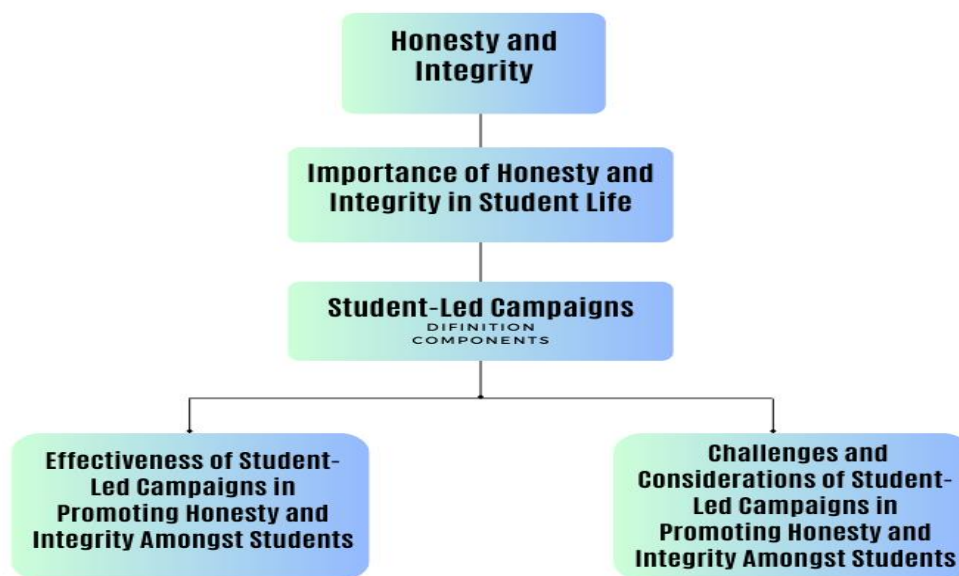 Honesty and
Integrity
Importance of Honesty and
Integrity in Student Life
Student-Led Campaigns
DIFINITION
COMPONENTS
Effectiveness of Student-
Led Campaigns in
Promoting Honesty and
Integrity Amongst Students
Challenges and
Considerations of Student-
Led Campaigns in
Promoting Honesty and
Integrity Amongst Students